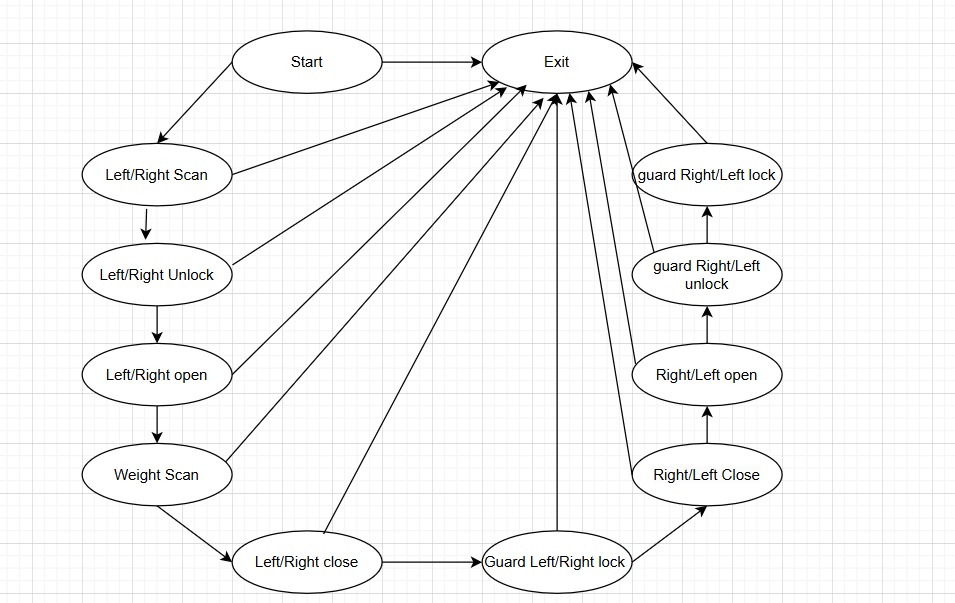 Start
Exit
Left/Right Scan
guard Right/Left lock
Left/Right Unlock
guard Right/Left
unlock
Left/Right open
Right/Left open
Weight Scan
Right/Left Close
Left/Right close
Guard Left/Right lock